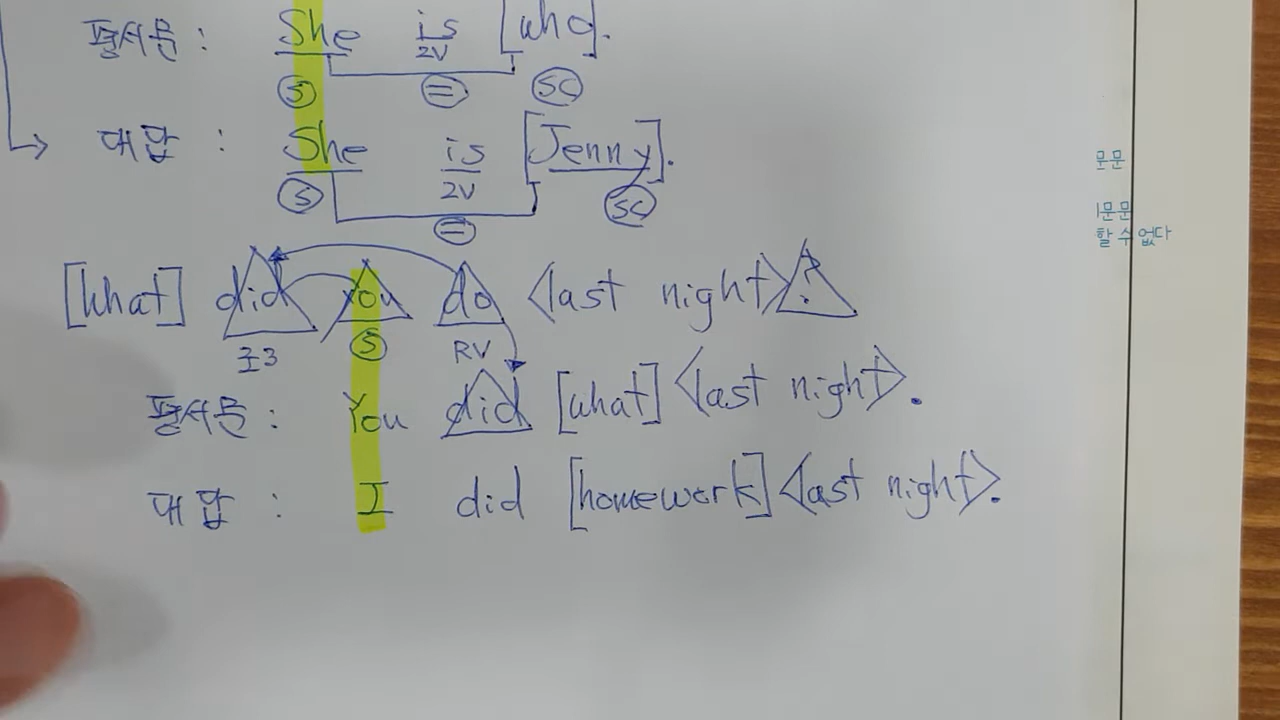 평서문 : She is [who].
2V
S = SC
대답 : She is [Jenny].
2V
S = SC
[What] did you do <last night>?
조3 S RV
평서문 : You did [what] <last night>.
대답 : I did [homework] <last night>.
문문
문문
할 수 없다